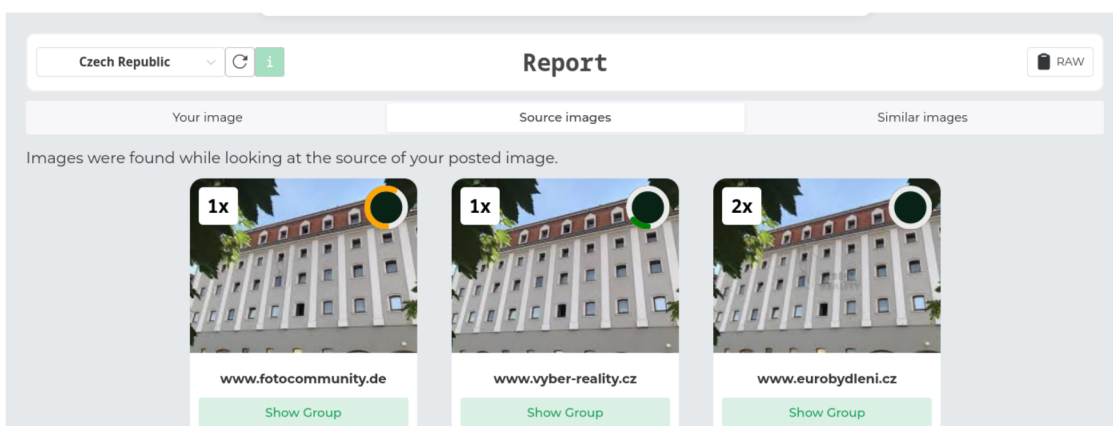 Czech Republic
i
Report
RAW
Your image
Source images
Similar images
Images were found while looking at the source of your posted image.
1x
1x
2x
REALITY
www.fotocommunity.de
www.vyber-reality.cz
www.eurobydleni.cz
Show Group
Show Group
Show Group